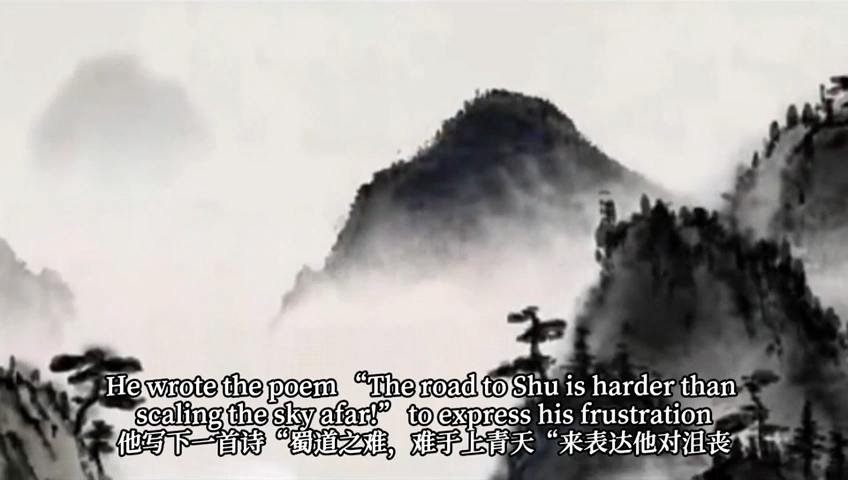 He wrote the poem “The road to Shu is harder than
scaling the sky afar!” to express his frustration
他写下一首诗“蜀道之难，难于上青天“来表达他对沮丧